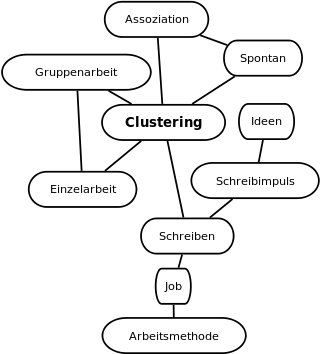 Assoziation
Spontan
Gruppenarbeit
Clustering
Ideen
Einzelarbeit
Schreibimpuls
Schreiben
Job
Arbeitsmethode